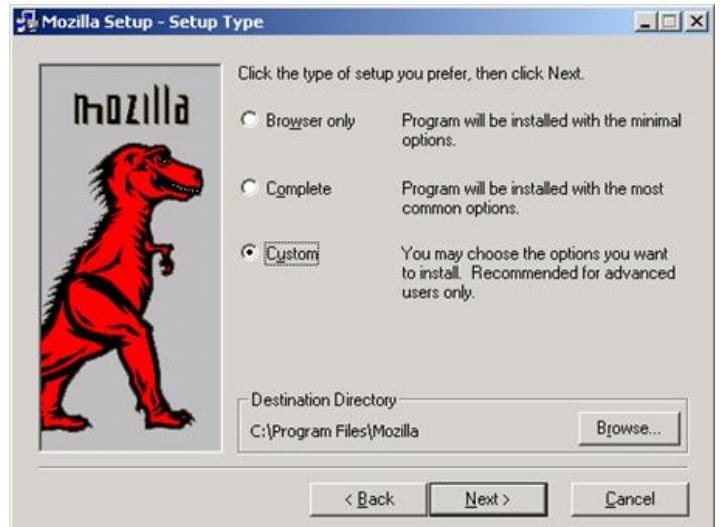 Mozilla Setup - Setup Type
mozilla
Click the type of setup you prefer, then click Next.
Browser only
Program will be installed with the minimal
options.
Complete
Program will be installed with the most
common options.
Custom
You may choose the options you want
to install. Recommended for advanced
users only.
Destination Directory
C:\Program Files\Mozilla
Browse...
< Back
Next >
Cancel